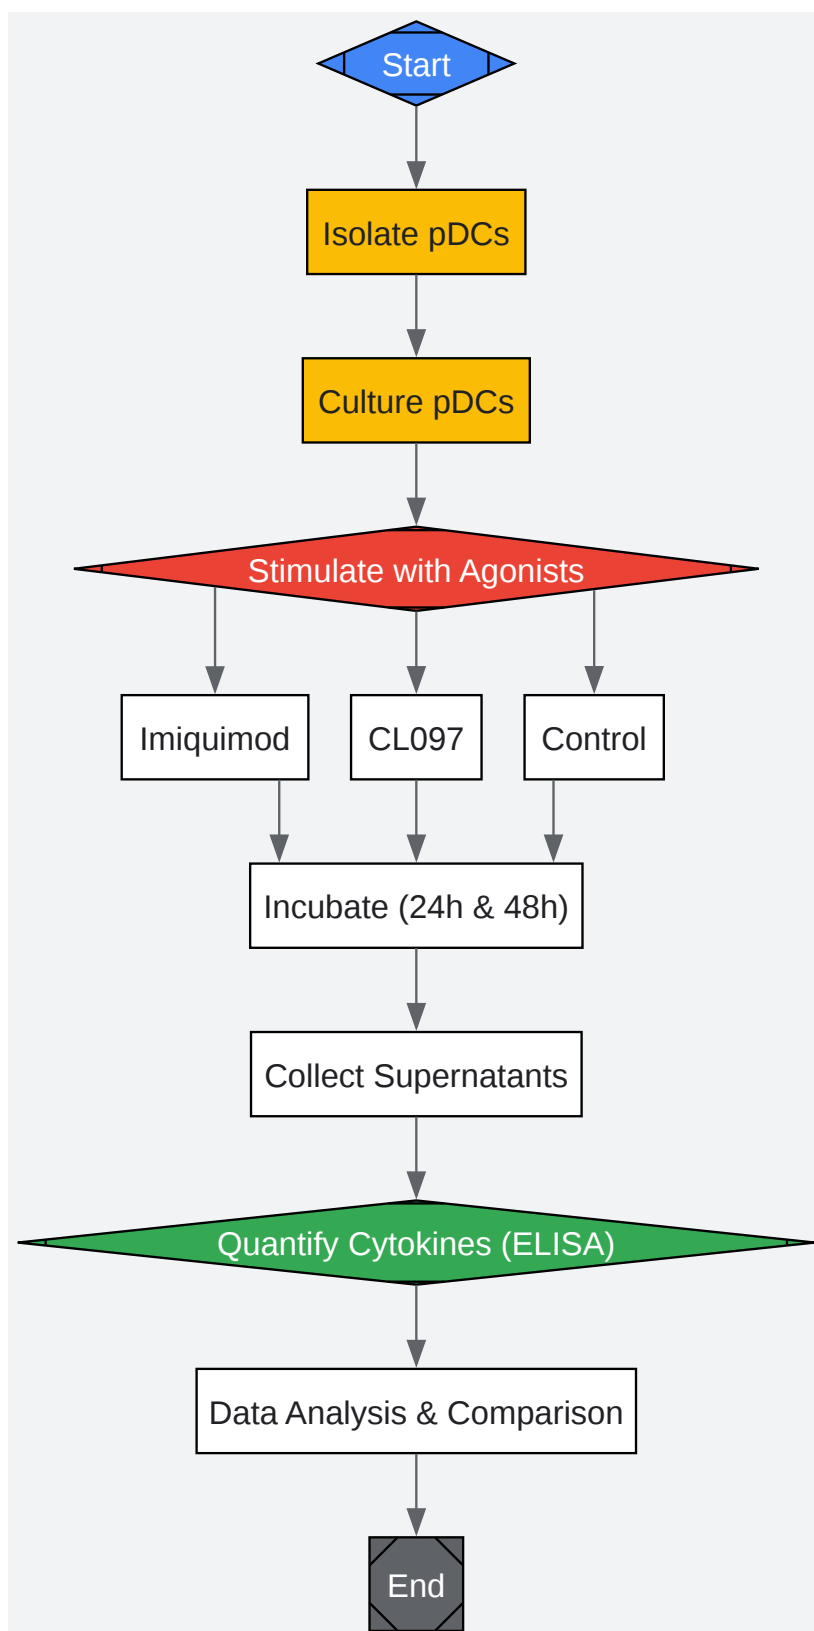 Start
Isolate pDCs
Culture pDCs
Stimulate with Agonists
Imiquimod
CL097
Control
Incubate (24h & 48h)
Collect Supernatants
Quantify Cytokines (ELISA)
Data Analysis & Comparison
End